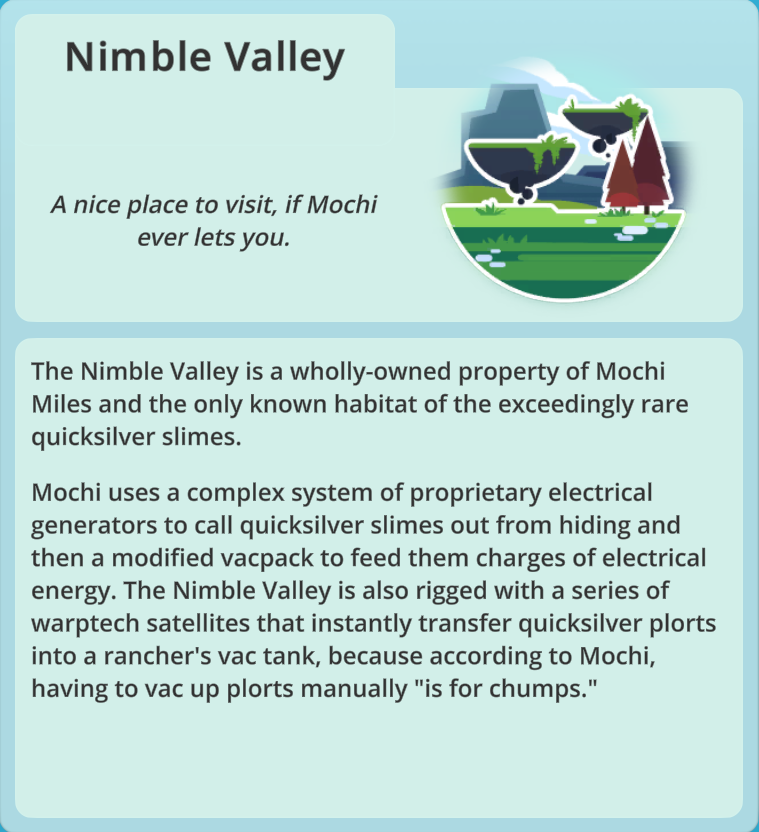 Nimble Valley
A nice place to visit, if Mochi
ever lets you.
The Nimble Valley is a wholly-owned property of Mochi
Miles and the only known habitat of the exceedingly rare
quicksilver slimes.
Mochi uses a complex system of proprietary electrical
generators to call quicksilver slimes out from hiding and
then a modified vacpack to feed them charges of electrical
energy. The Nimble Valley is also rigged with a series of
warptech satellites that instantly transfer quicksilver plorts
into a rancher's vac tank, because according to Mochi,
having to vac up plorts manually "is for chumps."